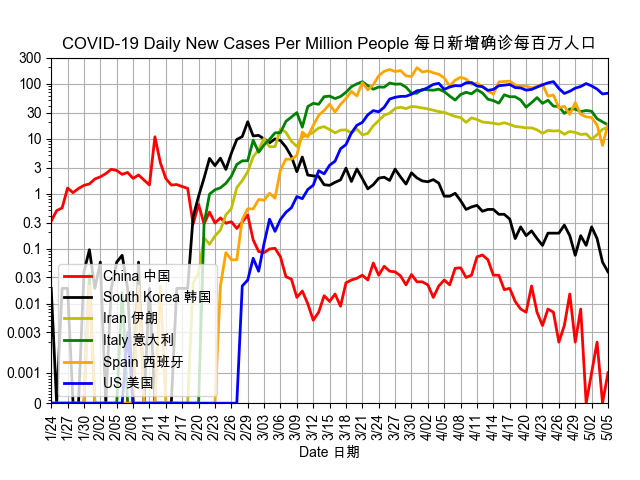 COVID-19 Daily New Cases Per Million People 每日新增确诊每百万人口
300
100
30
10
3
1
0.3
0.1
0.03
0.01
0.003
0.001
0
China 中国
South Korea 韩国
Iran 伊朗
Italy 意大利
Spain 西班牙
US 美国
1/24 1/27 1/30 2/02 2/05 2/08 2/11 2/14 2/17 2/20 2/23 2/26 2/29 3/03 3/06 3/09 3/12 3/15 3/18 3/21 3/24 3/27 3/30 4/02 4/05 4/08 4/11 4/14 4/17 4/20 4/23 4/26 4/29 5/02 5/05
Date 日期